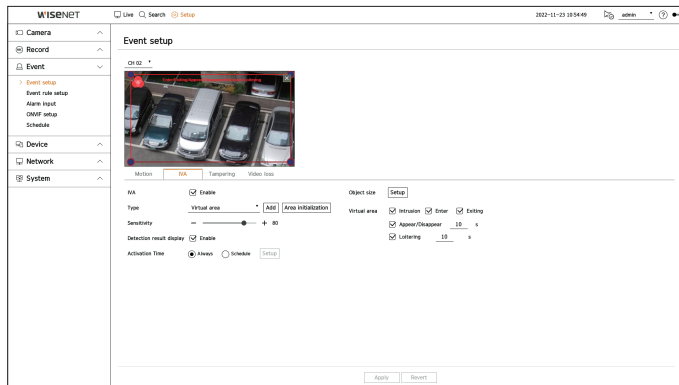 WISENET
Live Search Setup
2022-11-23 10:54:49
admin
Camera
Record
Event
Event setup
Event rule setup
Alarm input
ONVIF setup
Schedule
Device
Network
System
Event setup
CH 02
Motion IVA Tampering Video loss
IVA Enable
Type Virtual area Add Area initialization
Sensitivity 80
Detection result display Enable
Activation Time Always Schedule Setup
Object size Setup
Virtual area Intrusion Enter Exiting
Appear/Disappear 10 s
Loitering 10 s
Apply Revert